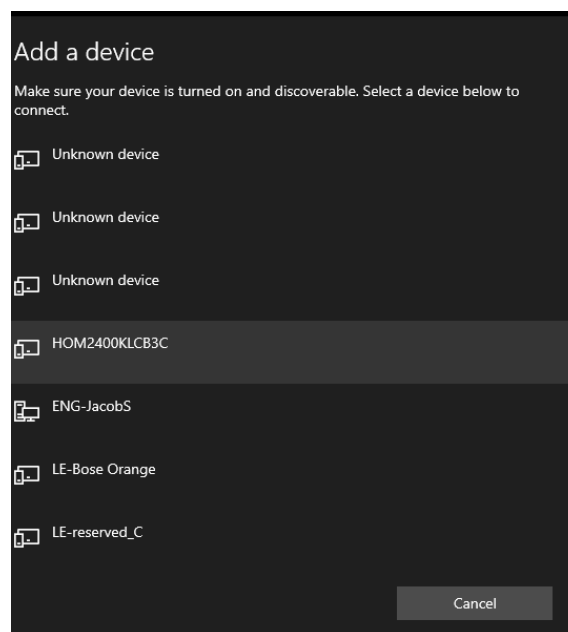 Add a device
Make sure your device is turned on and discoverable. Select a device below to
connect.
Unknown device
Unknown device
Unknown device
HOM2400KLCB3C
ENG-JacobS
LE-Bose Orange
LE-reserved_C
Cancel